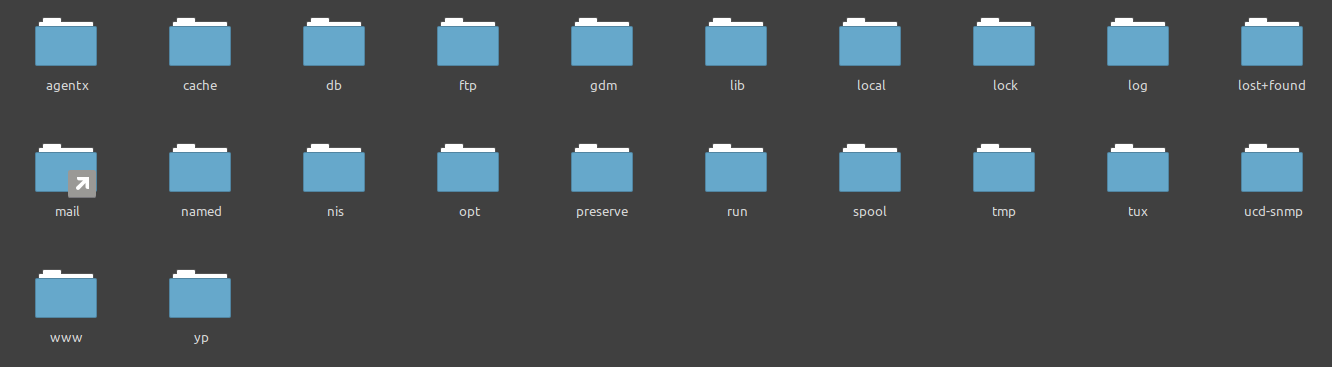 agentx cache db ftp gdm lib local lock log lost+found
mail named nis opt preserve run spool tmp tux ucd-snmp
www yp